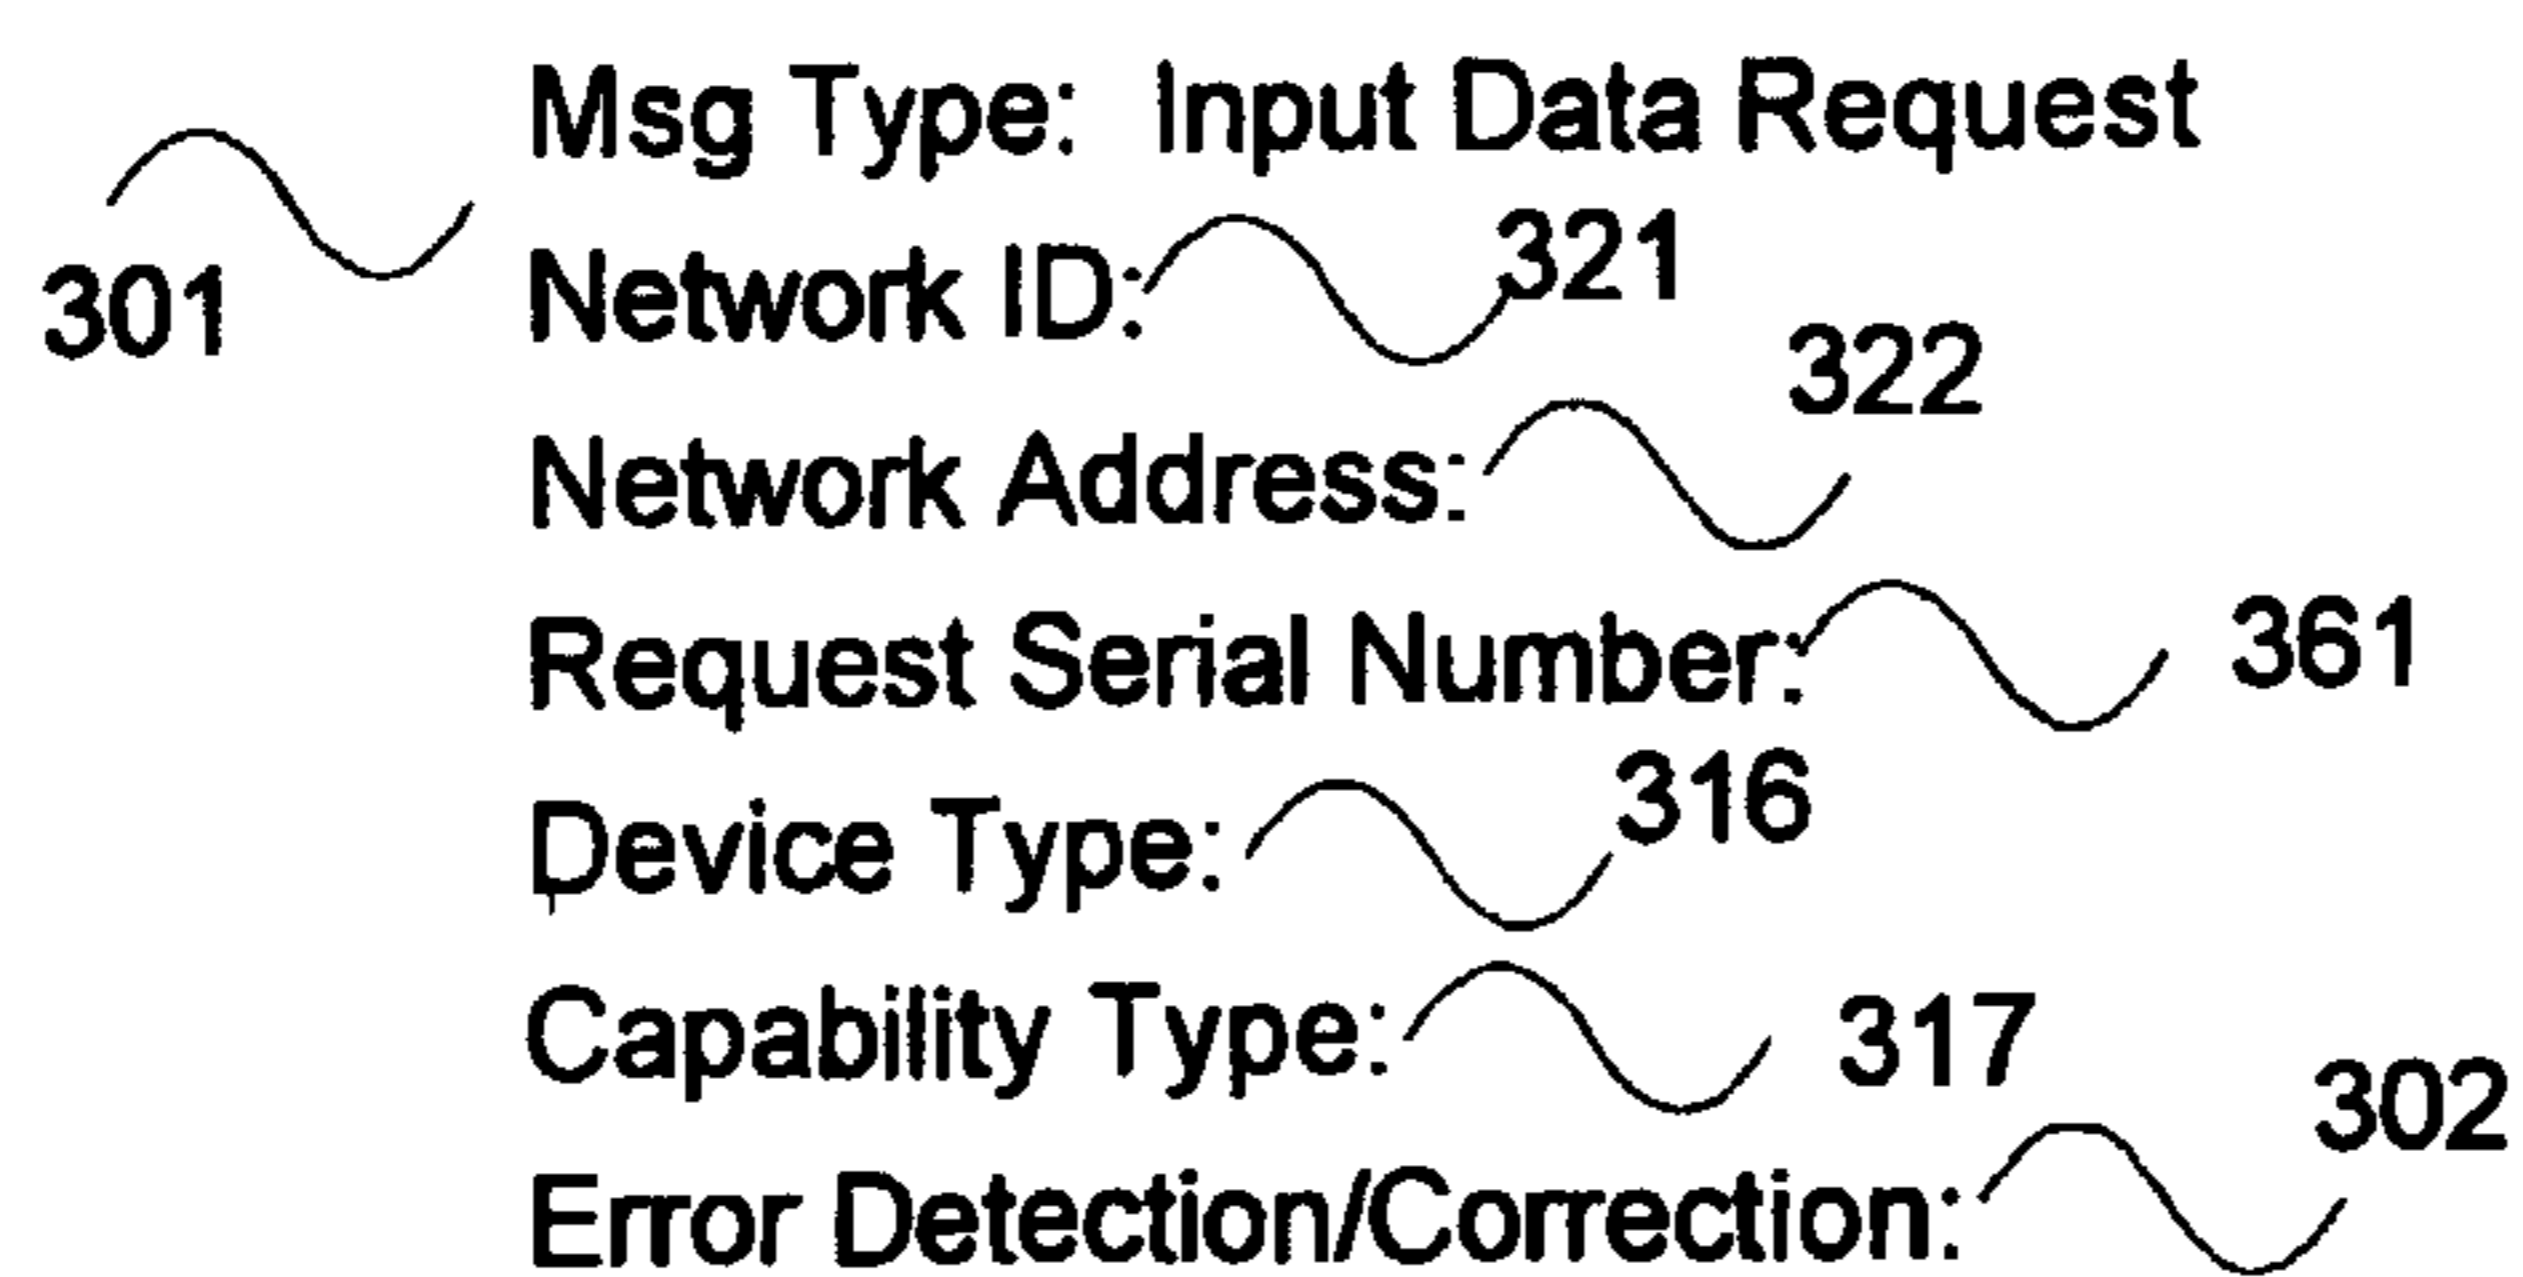 Msg Type: Input Data Request
301
Network ID: 321
Network Address: 322
Request Serial Number: 361
Device Type: 316
Capability Type: 317
Error Detection/Correction: 302